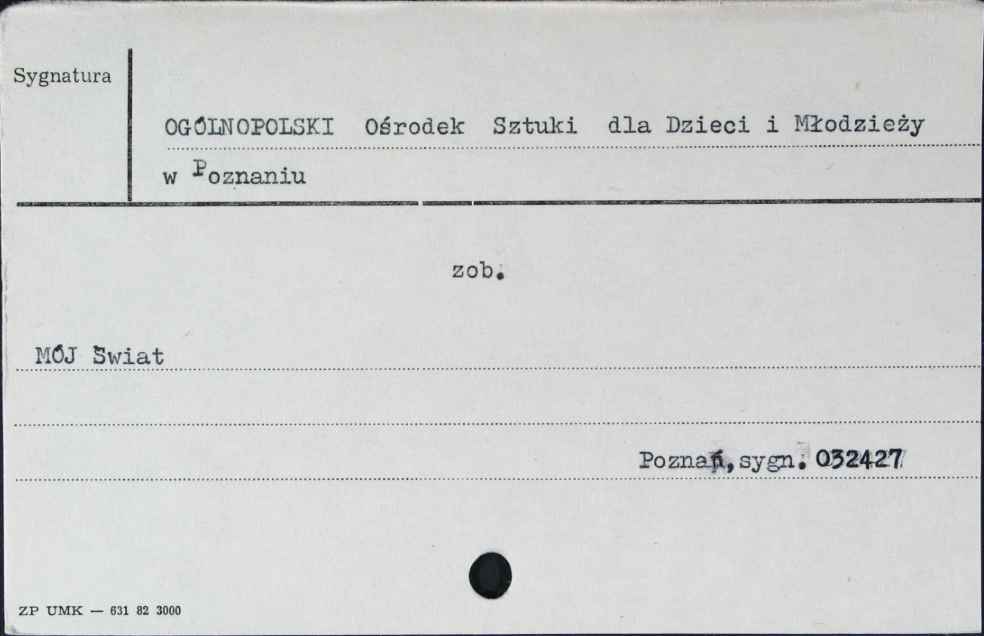 Sygnatura
OGÓLNOPOLSKI Ośrodek Sztuki dla Dzieci i Młodzieży
w Poznaniu
zob.
MÓJ Świat
Poznań, sygn. 032427
ZP UMK — 631 82 3000